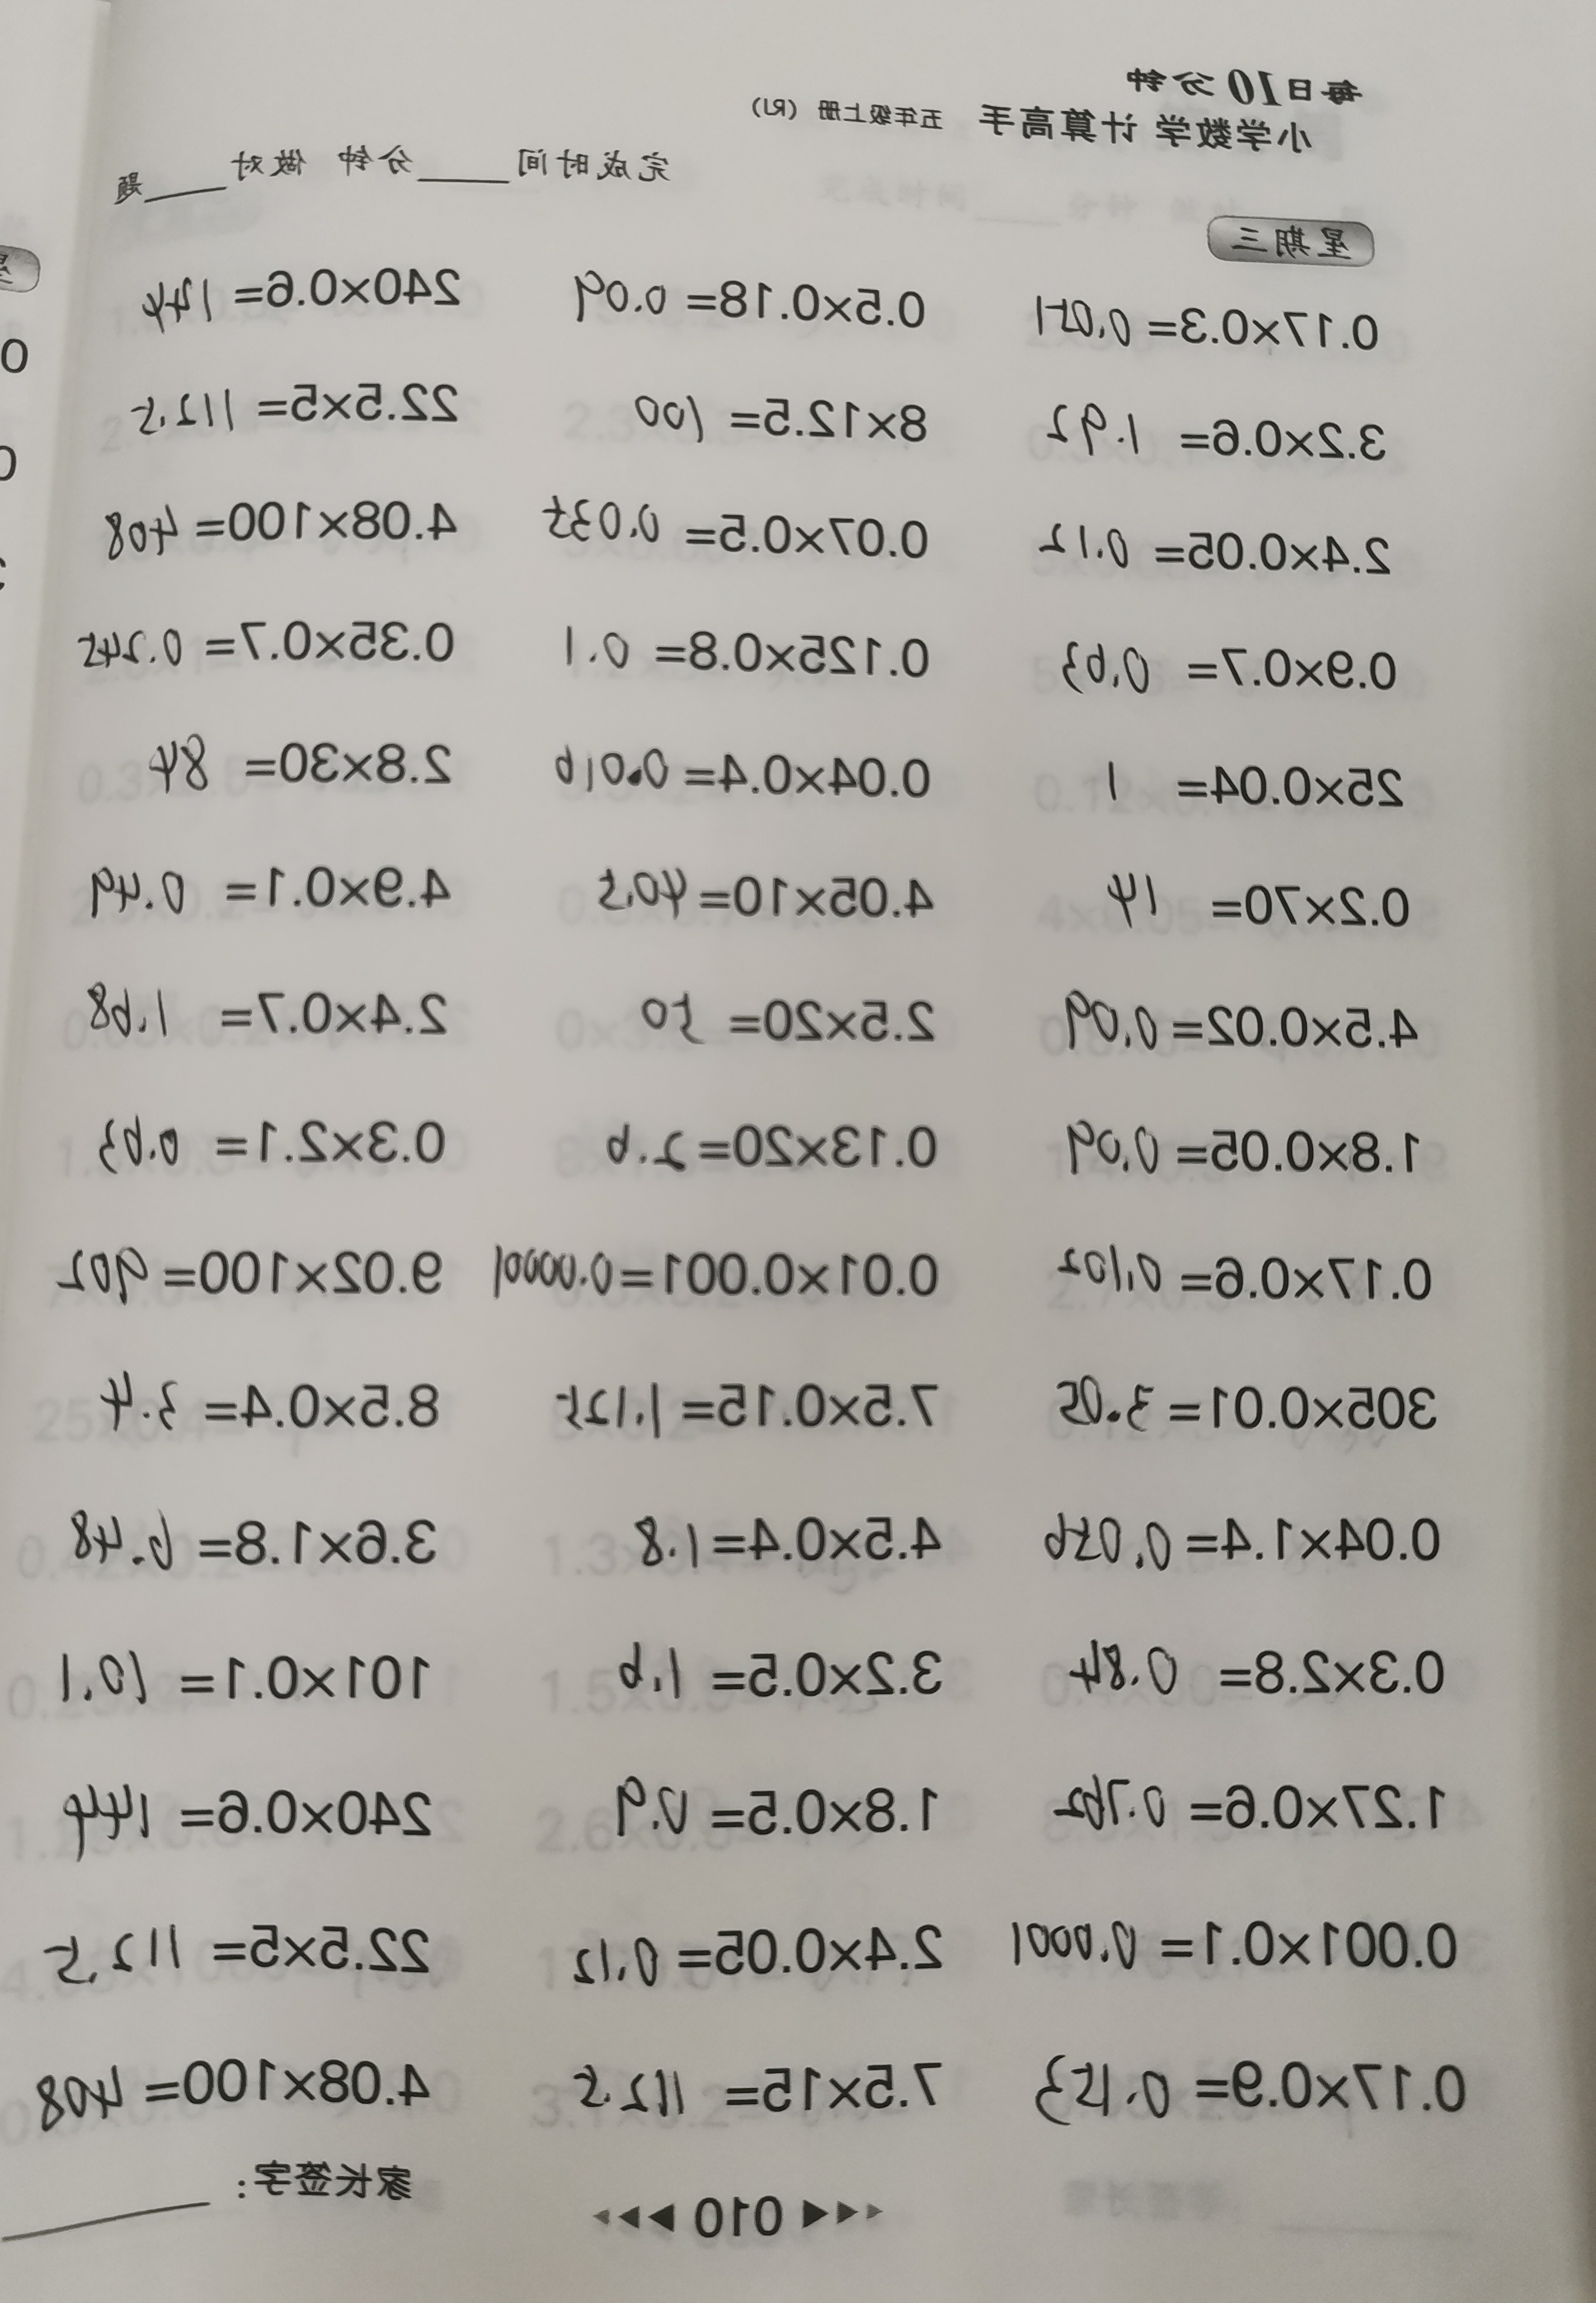 每日10分钟
小学数学 计算高手 五年级上册(RJ)
完成时间____分钟 做对____题
星期三
0.17×0.3=0.051 0.5×0.18=0.09 240×0.6=144
3.2×0.6=1.92 8×12.5=100 22.5×5=112.5
2.4×0.05=0.12 0.07×0.5=0.035 4.08×100=408
0.9×0.7=0.63 0.125×0.8=0.1 0.35×0.7=0.245
25×0.04=1 0.04×0.4=0.016 2.8×30=84
0.2×70=14 4.05×10=40.5 4.9×0.1=0.49
4.5×0.02=0.09 2.5×20=50 2.4×0.7=1.68
1.8×0.05=0.09 0.13×20=2.6 0.3×2.1=0.63
0.17×0.6=0.102 0.01×0.001=0.00001 9.02×100=902
305×0.01=3.05 7.5×0.15=1.125 8.5×0.4=3.4
0.04×1.4=0.056 4.5×0.4=1.8 3.6×1.8=6.48
0.3×2.8=0.84 3.2×0.5=1.6 101×0.1=10.1
1.27×0.6=0.762 1.8×0.5=0.9 240×0.6=144
0.001×0.1=0.0001 2.4×0.05=0.12 22.5×5=112.5
0.17×0.9=0.153 7.5×15=112.5 4.08×100=408
010
家长签字:____